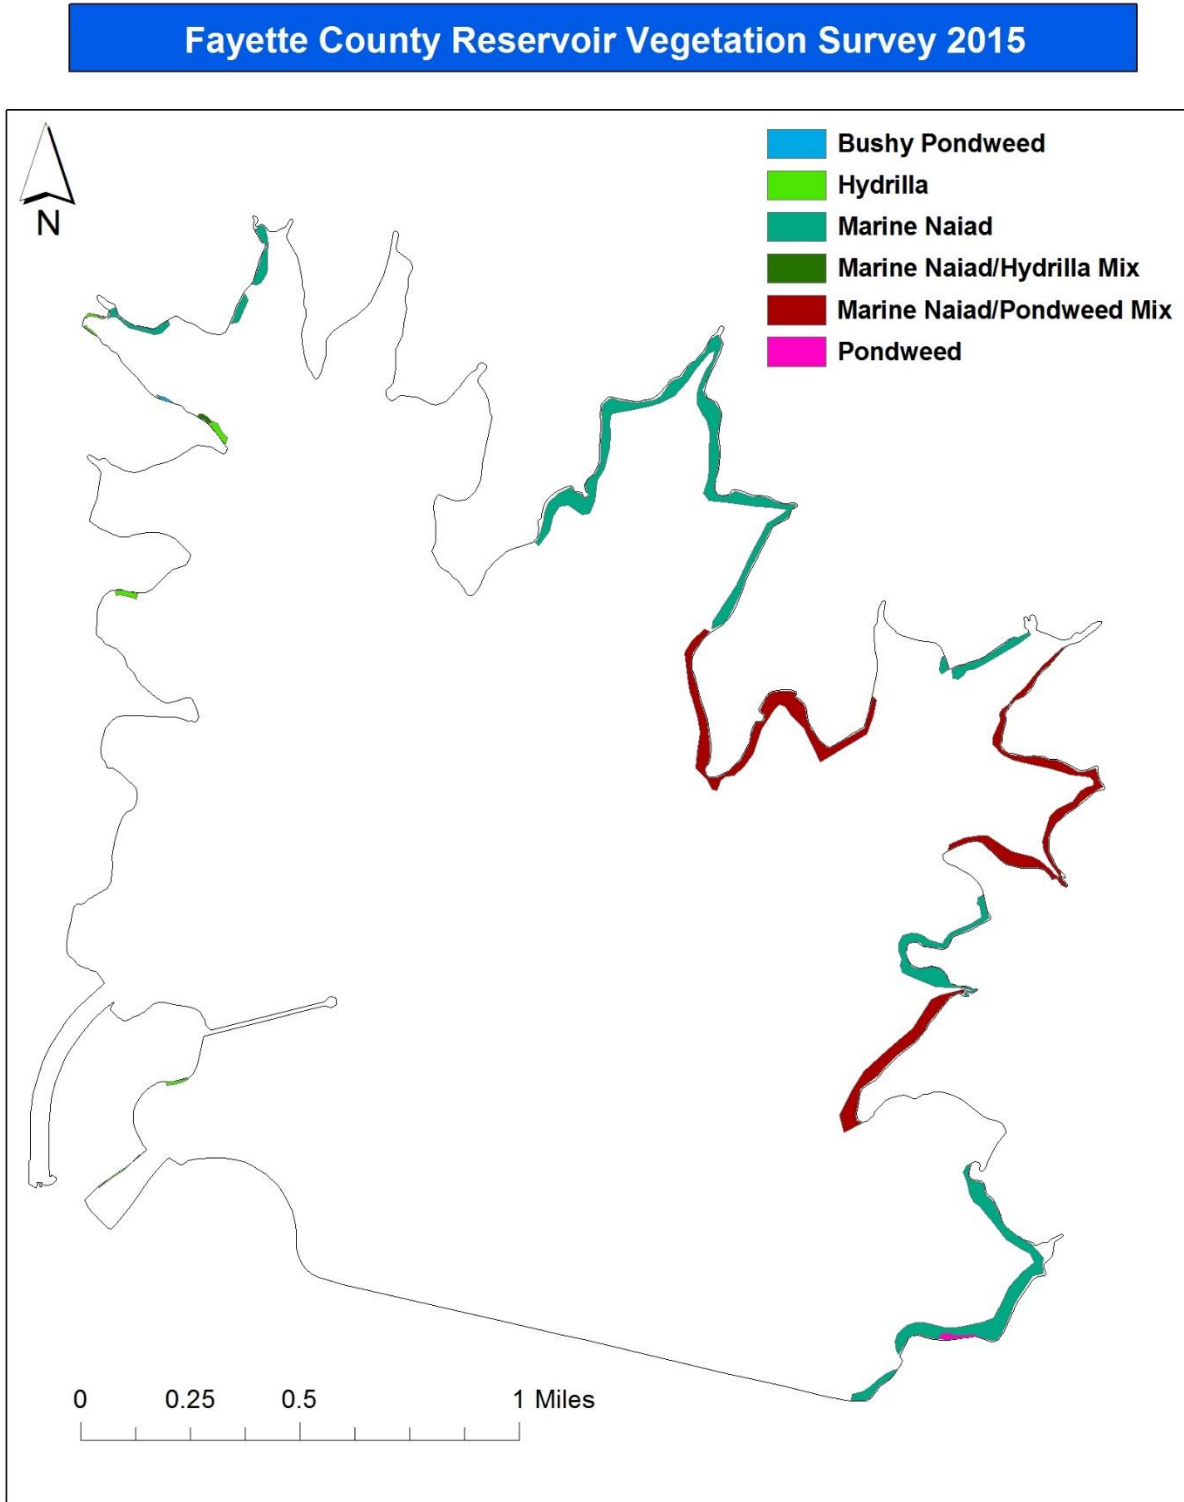 Fayette County Reservoir Vegetation Survey 2015
N
Bushy Pondweed
Hydrilla
Marine Naiad
Marine Naiad/Hydrilla Mix
Marine Naiad/Pondweed Mix
Pondweed
0 0.25 0.5 1 Miles